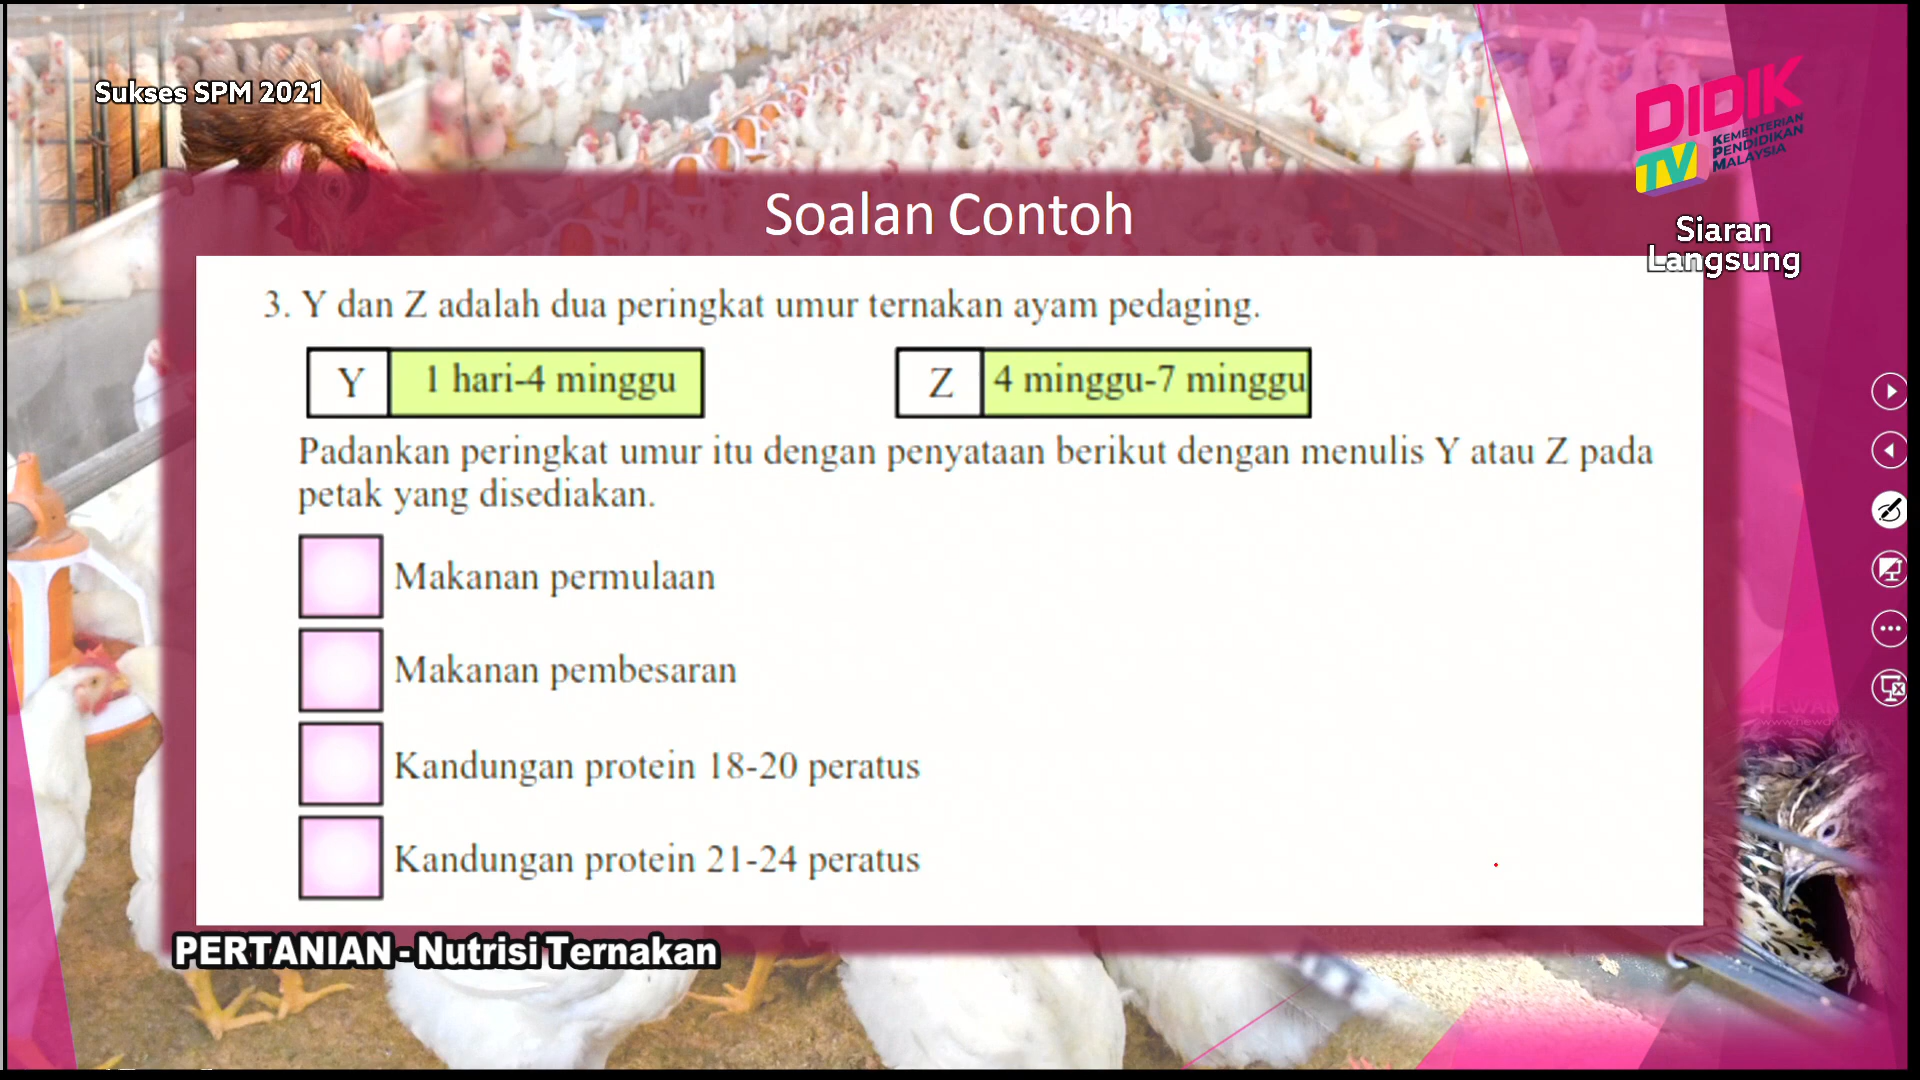 Sukses SPM 2021
DIDIK
TV
KEMENTERIAN
PENDIDIKAN
MALAYSIA
Siaran
Langsung
Soalan Contoh
3. Y dan Z adalah dua peringkat umur ternakan ayam pedaging.
Y 1 hari-4 minggu
Z 4 minggu-7 minggu
Padankan peringkat umur itu dengan penyataan berikut dengan menulis Y atau Z pada
petak yang disediakan.
Makanan permulaan
Makanan pembesaran
Kandungan protein 18-20 peratus
Kandungan protein 21-24 peratus
PERTANIAN - Nutrisi Ternakan